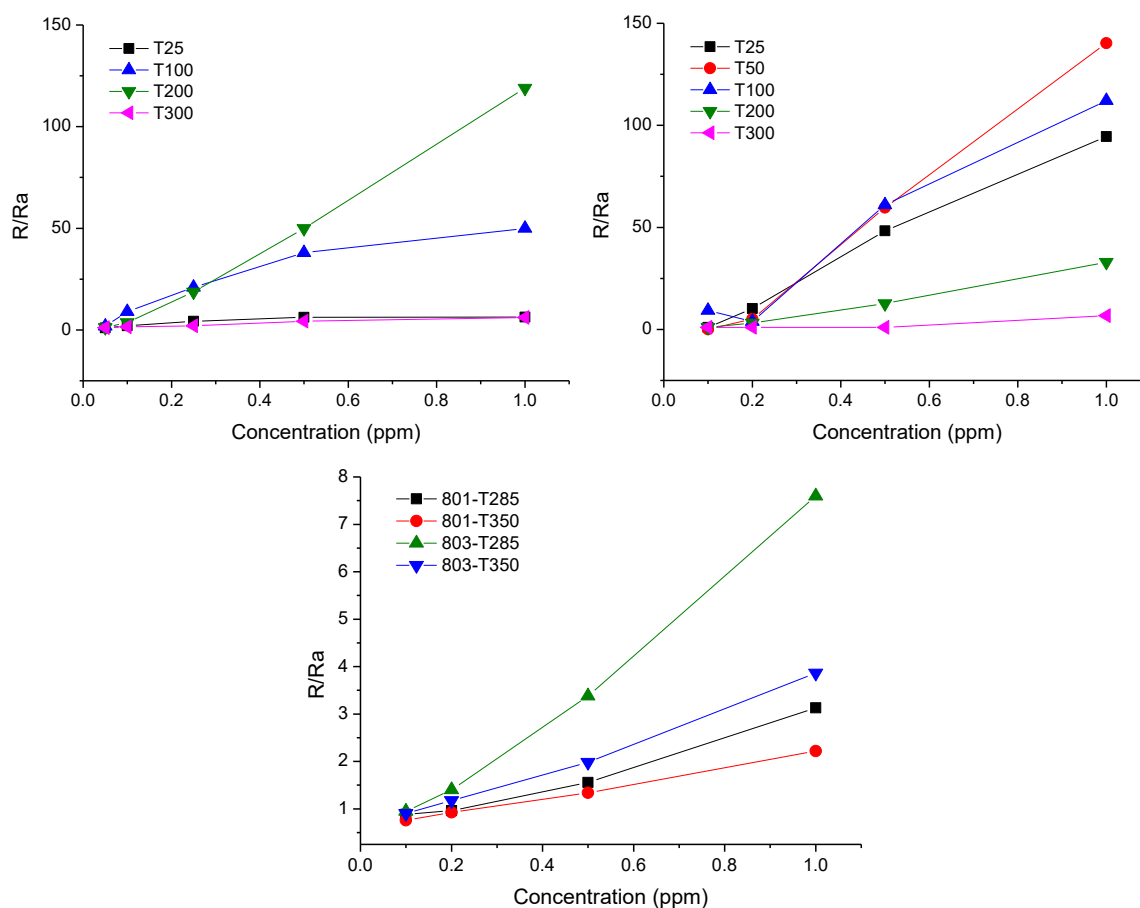 150
100
50
0
R/Ra
T25
T100
T200
T300
0.0
0.2
0.4
0.6
0.8
1.0
Concentration (ppm)
150
100
50
0
R/Ra
T25
T50
T100
T200
T300
0.0
0.2
0.4
0.6
0.8
1.0
Concentration (ppm)
8
7
6
5
4
3
2
1
R/Ra
801-T285
801-T350
803-T285
803-T350
0.0
0.2
0.4
0.6
0.8
1.0
Concentration (ppm)